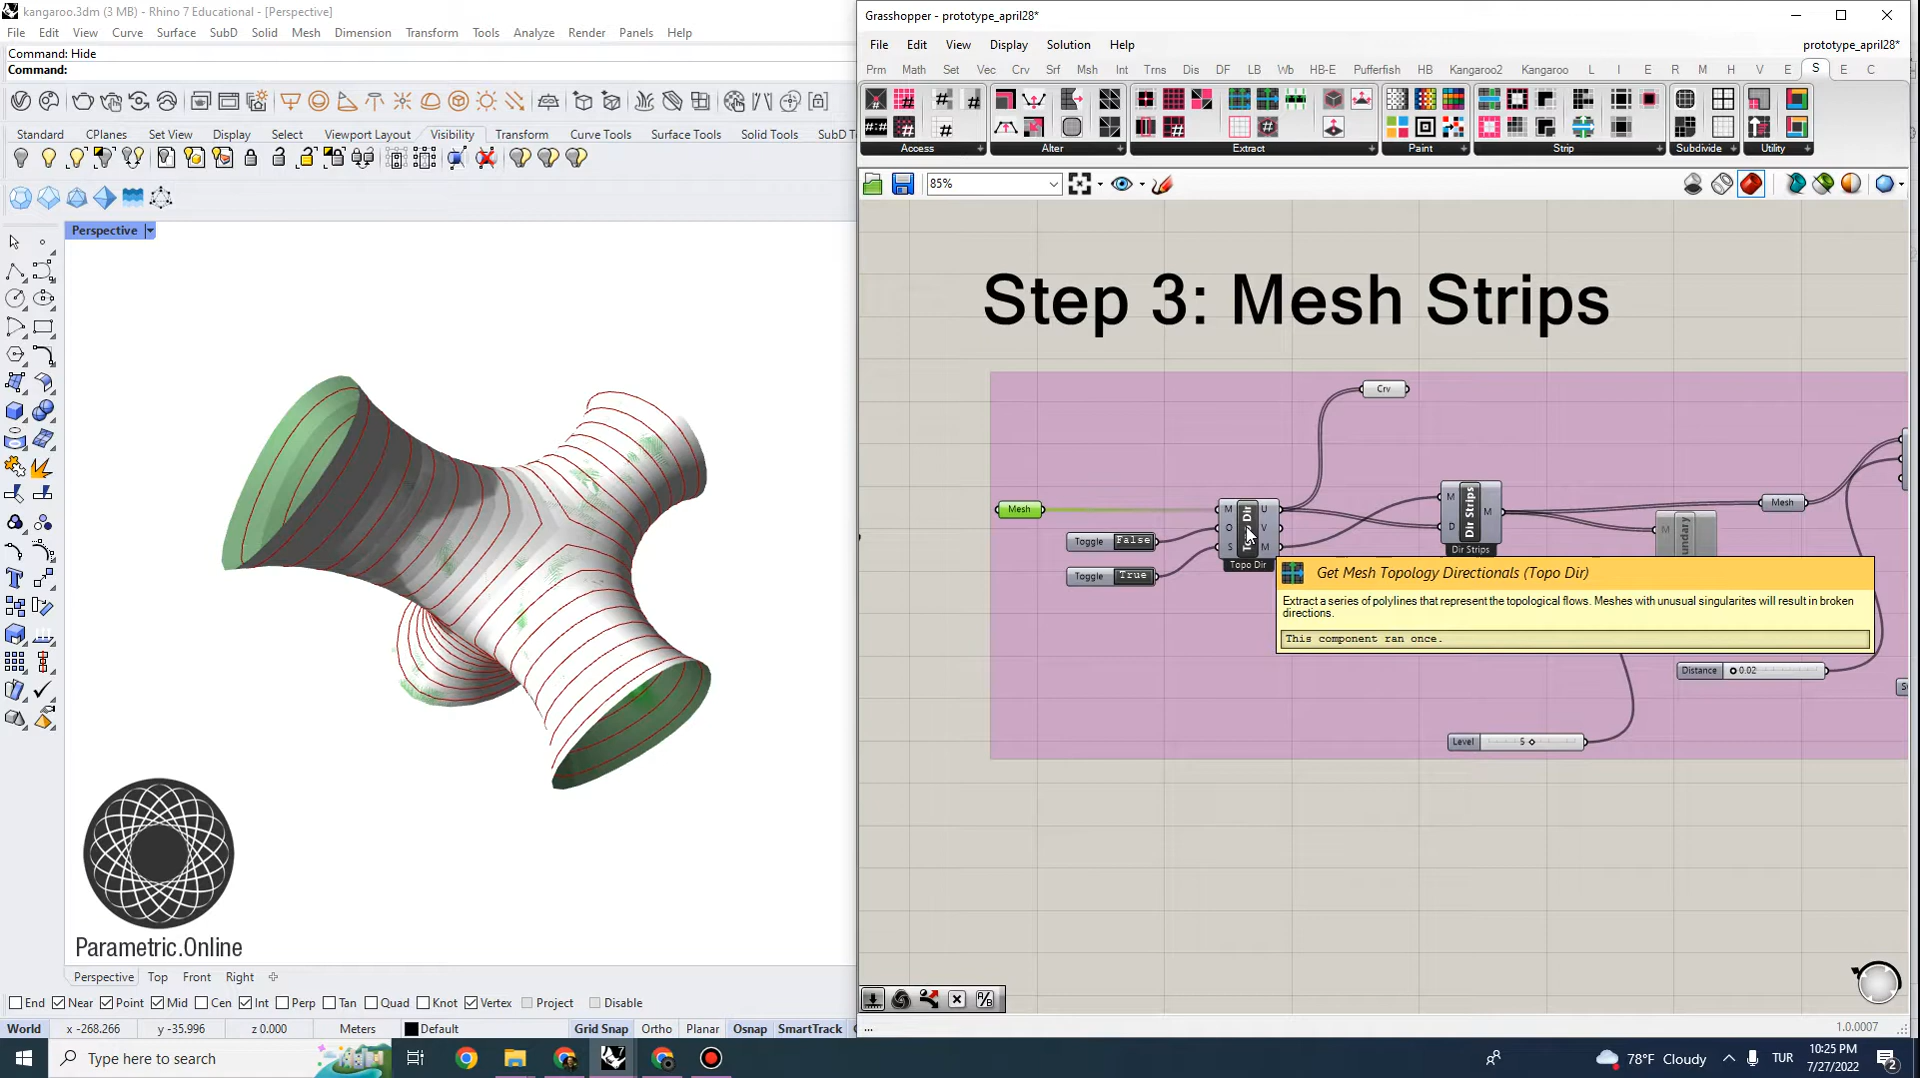 kangaroo.3dm (3 MB) - Rhino 7 Educational - [Perspective]
File Edit View Curve Surface SubD Solid Mesh Dimension Transform Tools Analyze Render Panels Help
Command: Hide
Command:
Standard CPlanes Set View Display Select Viewport Layout Visibility Transform Curve Tools Surface Tools Solid Tools SubD T
Perspective
Parametric.Online
Perspective Top Front Right
End Near Point Mid Cen Int Perp Tan Quad Knot Vertex Project Disable
World x -268.266 y -35.996 z 0.000 Meters Default Grid Snap Ortho Planar Osnap SmartTrack
Grasshopper - prototype_april28*
File Edit View Display Solution Help prototype_april28*
Prm Math Set Vec Crv Srf Msh Int Trns Dis DF LB Wb HB-E Pufferfish HB Kangaroo2 Kangaroo L I E R M H V E S E C
Access Alter Extract Paint Strip Subdivide Utility
85%
Step 3: Mesh Strips
Crv
Mesh
Toggle False
Toggle True
M O S
U V M
Topo Dir
M D Dir Strips M
Dir Strips
Mesh
M undary
Get Mesh Topology Directionals (Topo Dir)
Extract a series of polylines that represent the topological flows. Meshes with unusual singularites will result in broken
directions.
This component ran once.
Distance 0.02
Level 5
...
1.0.0007
Type here to search
78°F Cloudy
TUR
10:25 PM
7/27/2022
2